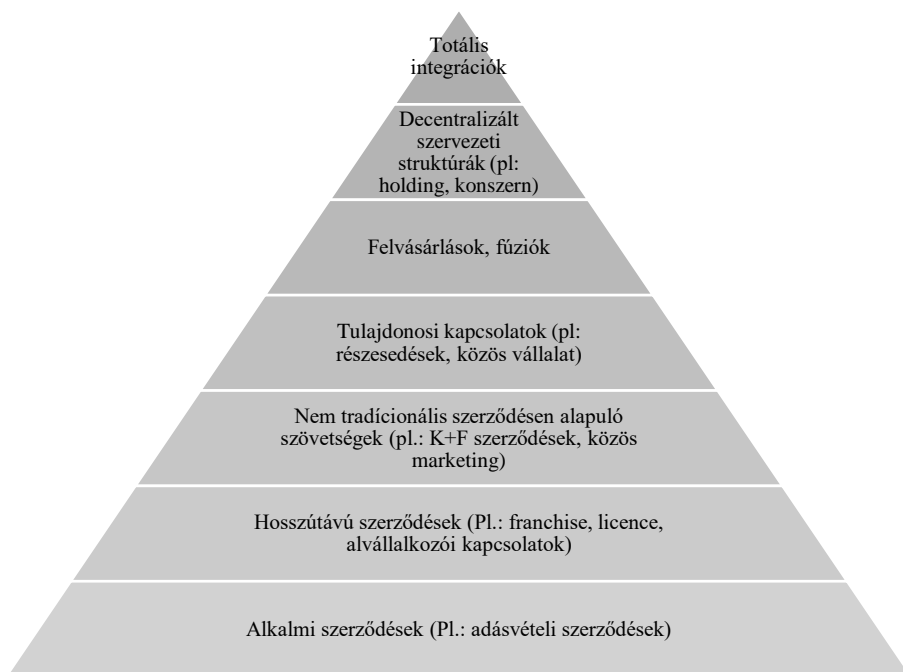 Totális
integrációk
Decentralizált
szervezeti
struktúrák (pl:
holding, konszern)
Felvásárlások, fúziók
Tulajdonosi kapcsolatok (pl:
részesedések, közös vállalat)
Nem tradícionális szerződésen alapuló
szövetségek (pl.: K+F szerződések, közös
marketing)
Hosszútávú szerződések (Pl.: franchise, licence,
alvállalkozói kapcsolatok)
Alkalmi szerződések (Pl.: adásvételi szerződések)